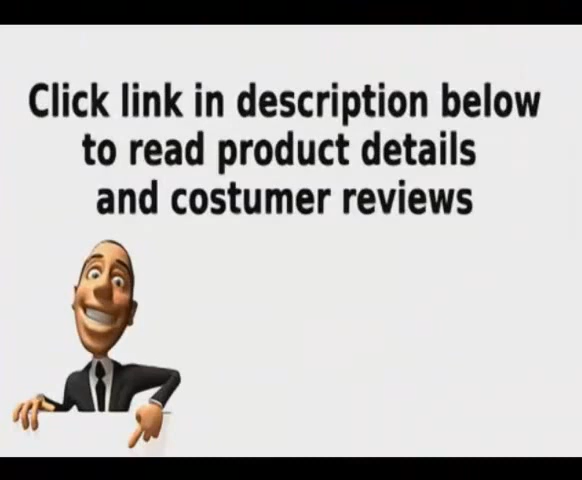 Click link in description below
to read product details
and costumer reviews